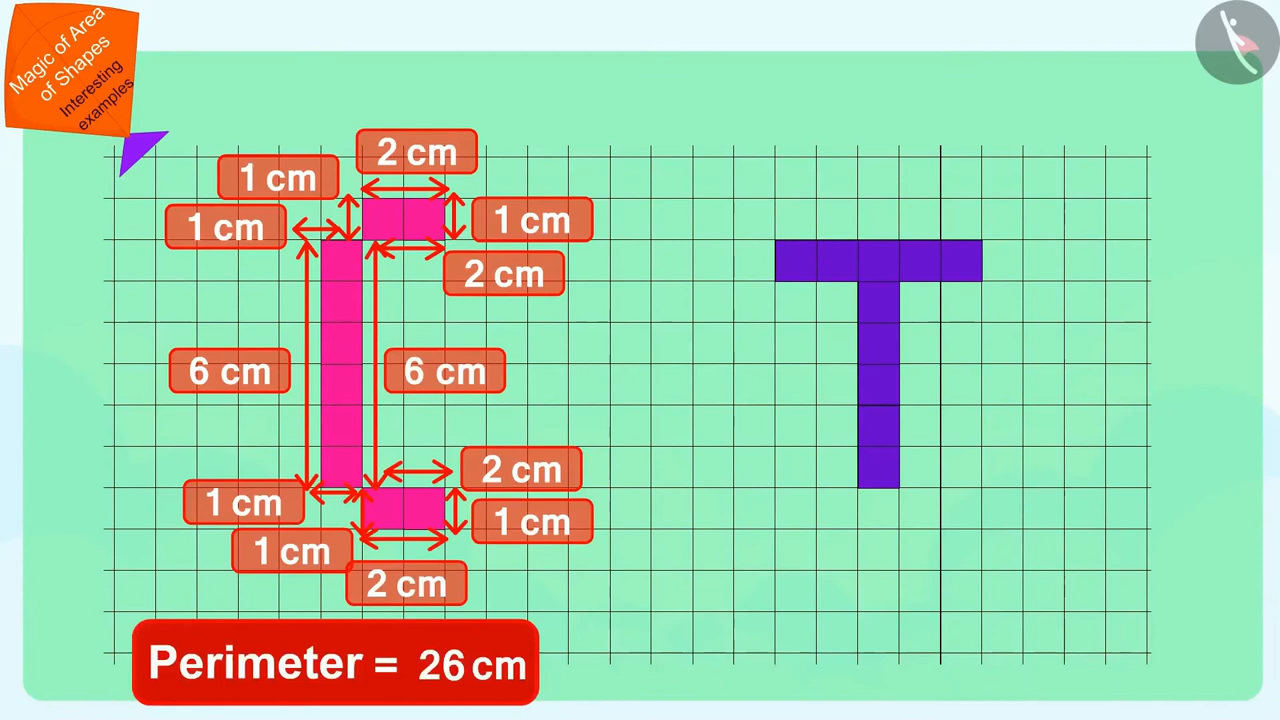 Magic of Area
of Shapes
Interesting
examples
2 cm
1 cm
1 cm
1 cm
2 cm
6 cm
6 cm
2 cm
1 cm
1 cm
1 cm
2 cm
Perimeter = 26 cm